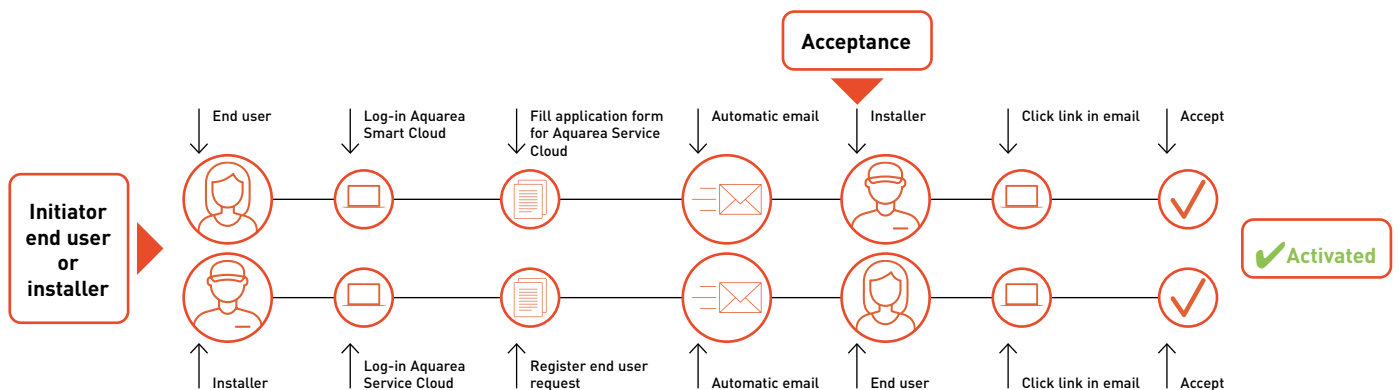 Acceptance
End user
Log-in Aquarea
Smart Cloud
Fill application form
for Aquarea Service
Cloud
Automatic email
Installer
Click link in email
Accept
Initiator
end user
or
installer
Activated
Installer
Log-in Aquarea
Service Cloud
Register end user
request
Automatic email
End user
Click link in email
Accept